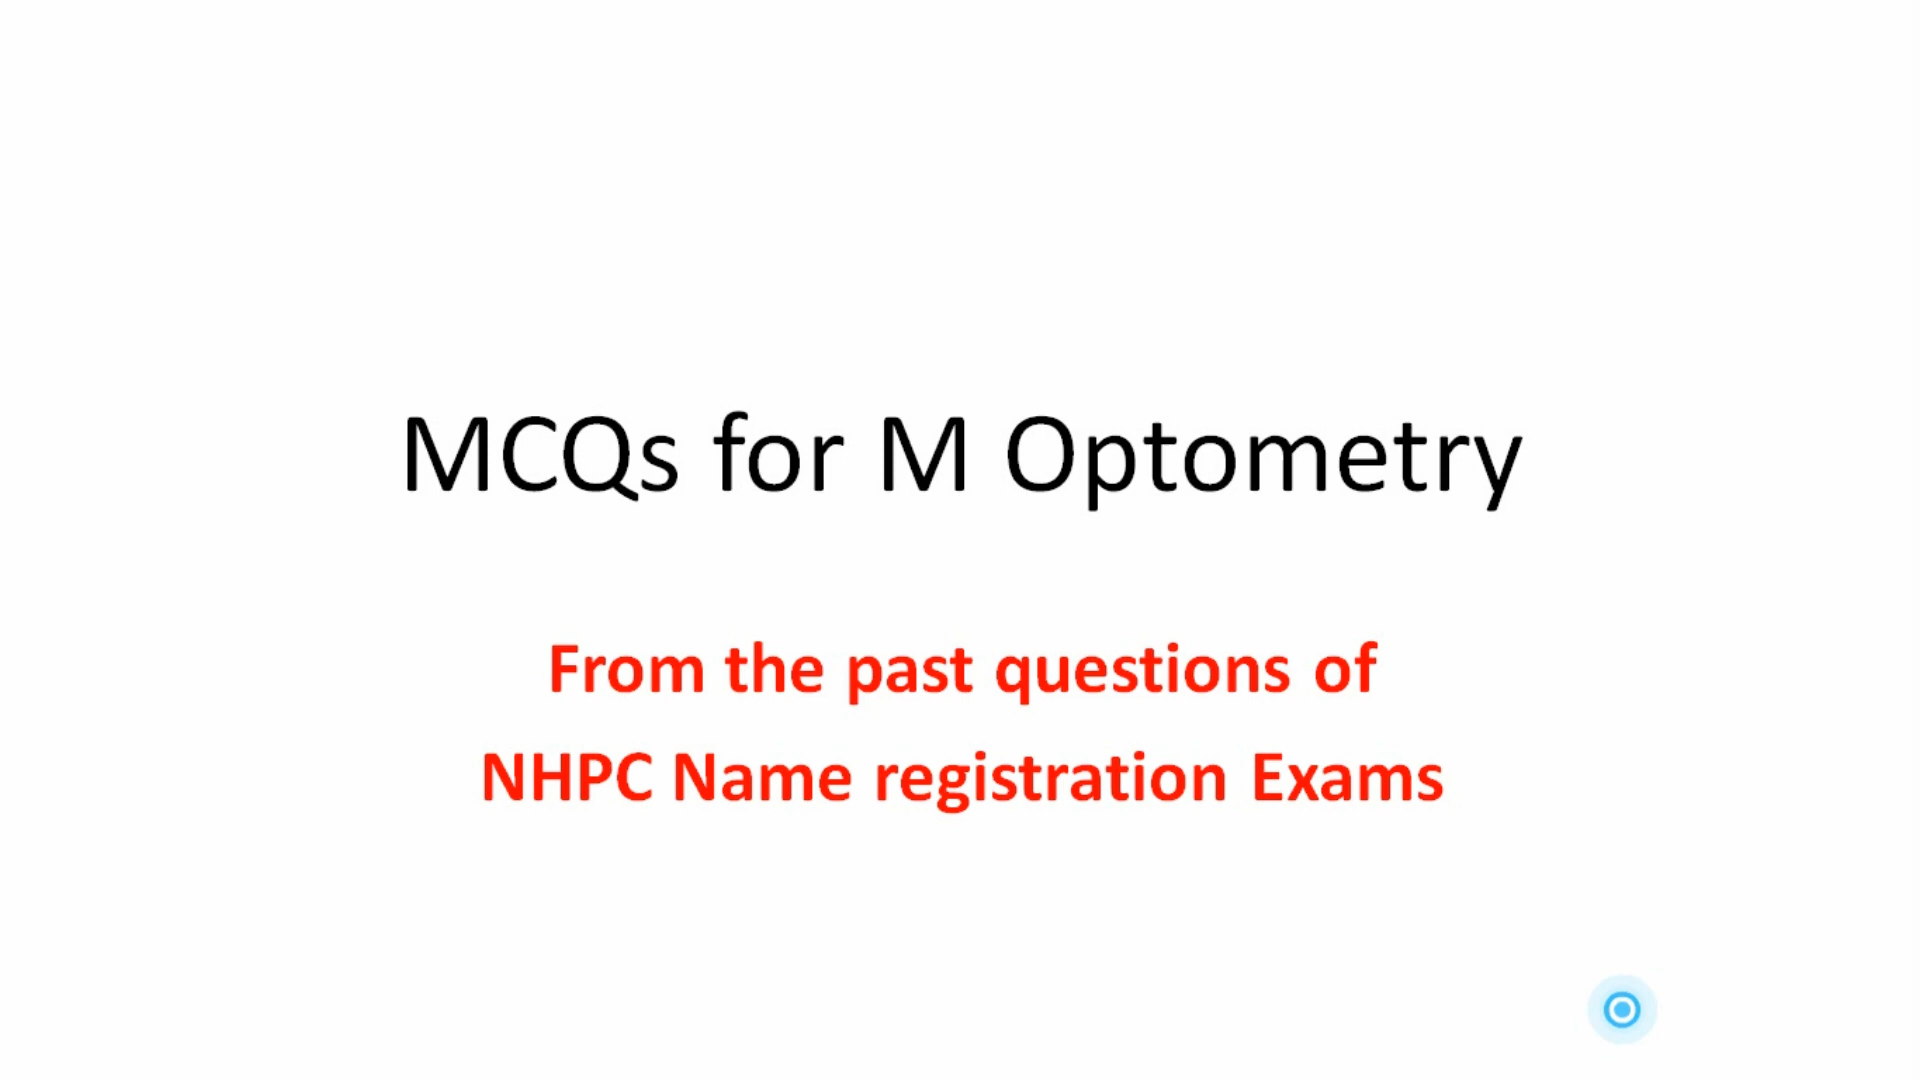 MCQs for M Optometry
From the past questions of
NHPC Name registration Exams